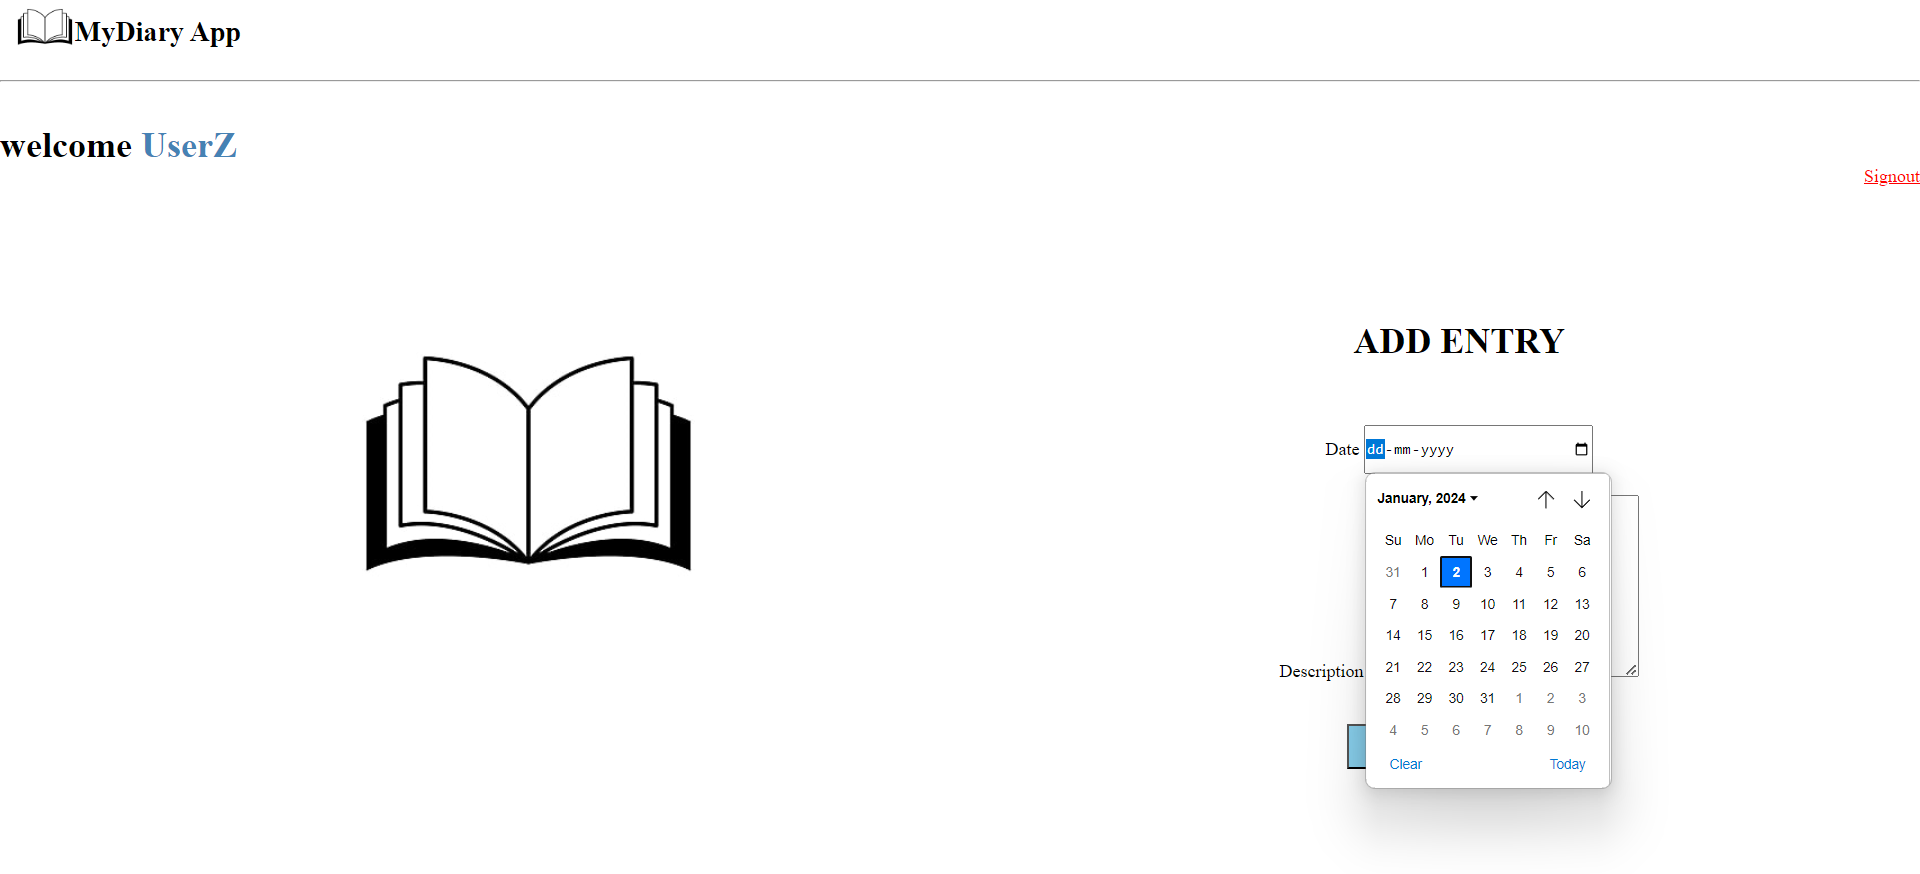 MyDiary App
welcome UserZ
Signout
ADD ENTRY
Date dd-mm-yyyy
January, 2024
Su Mo Tu We Th Fr Sa
31 1 2 3 4 5 6
7 8 9 10 11 12 13
14 15 16 17 18 19 20
21 22 23 24 25 26 27
28 29 30 31 1 2 3
4 5 6 7 8 9 10
Clear Today
Description